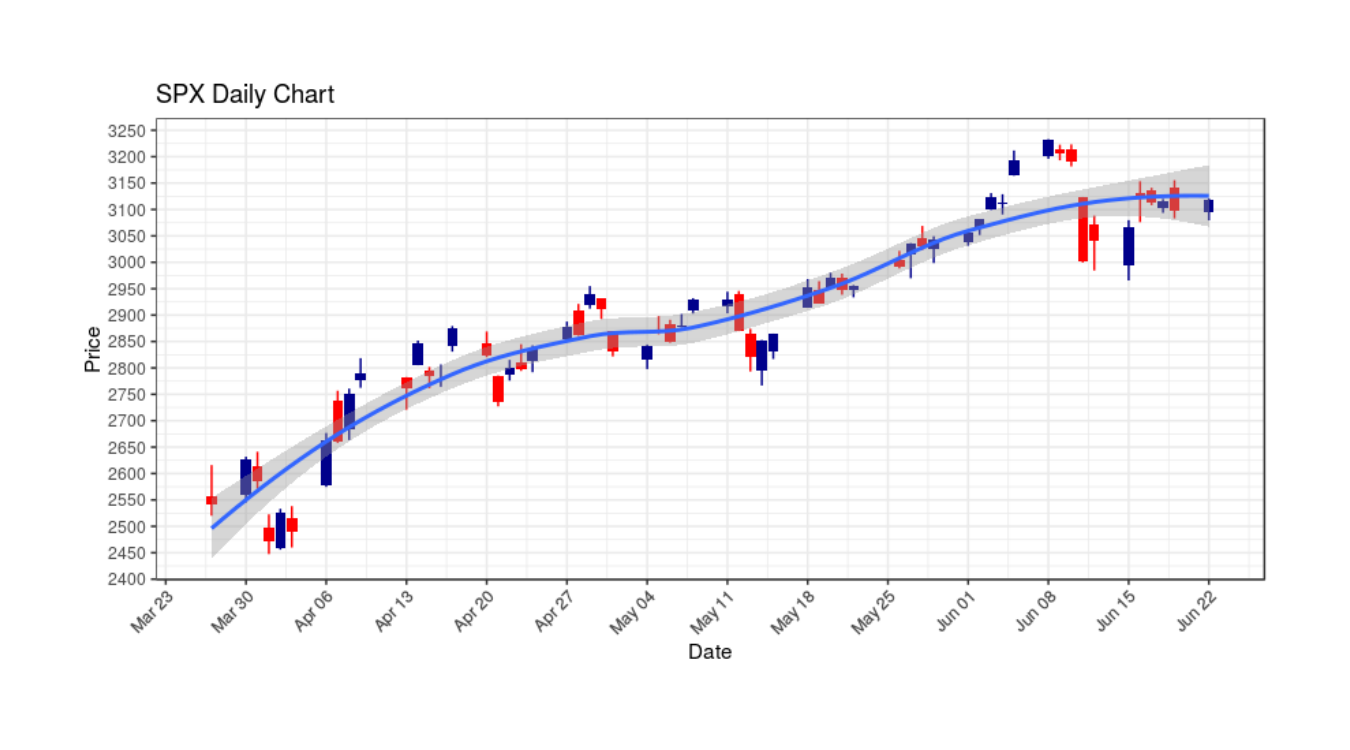 SPX Daily Chart
Price
3250
3200
3150
3100
3050
3000
2950
2900
2850
2800
2750
2700
2650
2600
2550
2500
2450
2400
Mar 23
Mar 30
Apr 06
Apr 13
Apr 20
Apr 27
May 04
May 11
May 18
May 25
Jun 01
Jun 08
Jun 15
Jun 22
Date